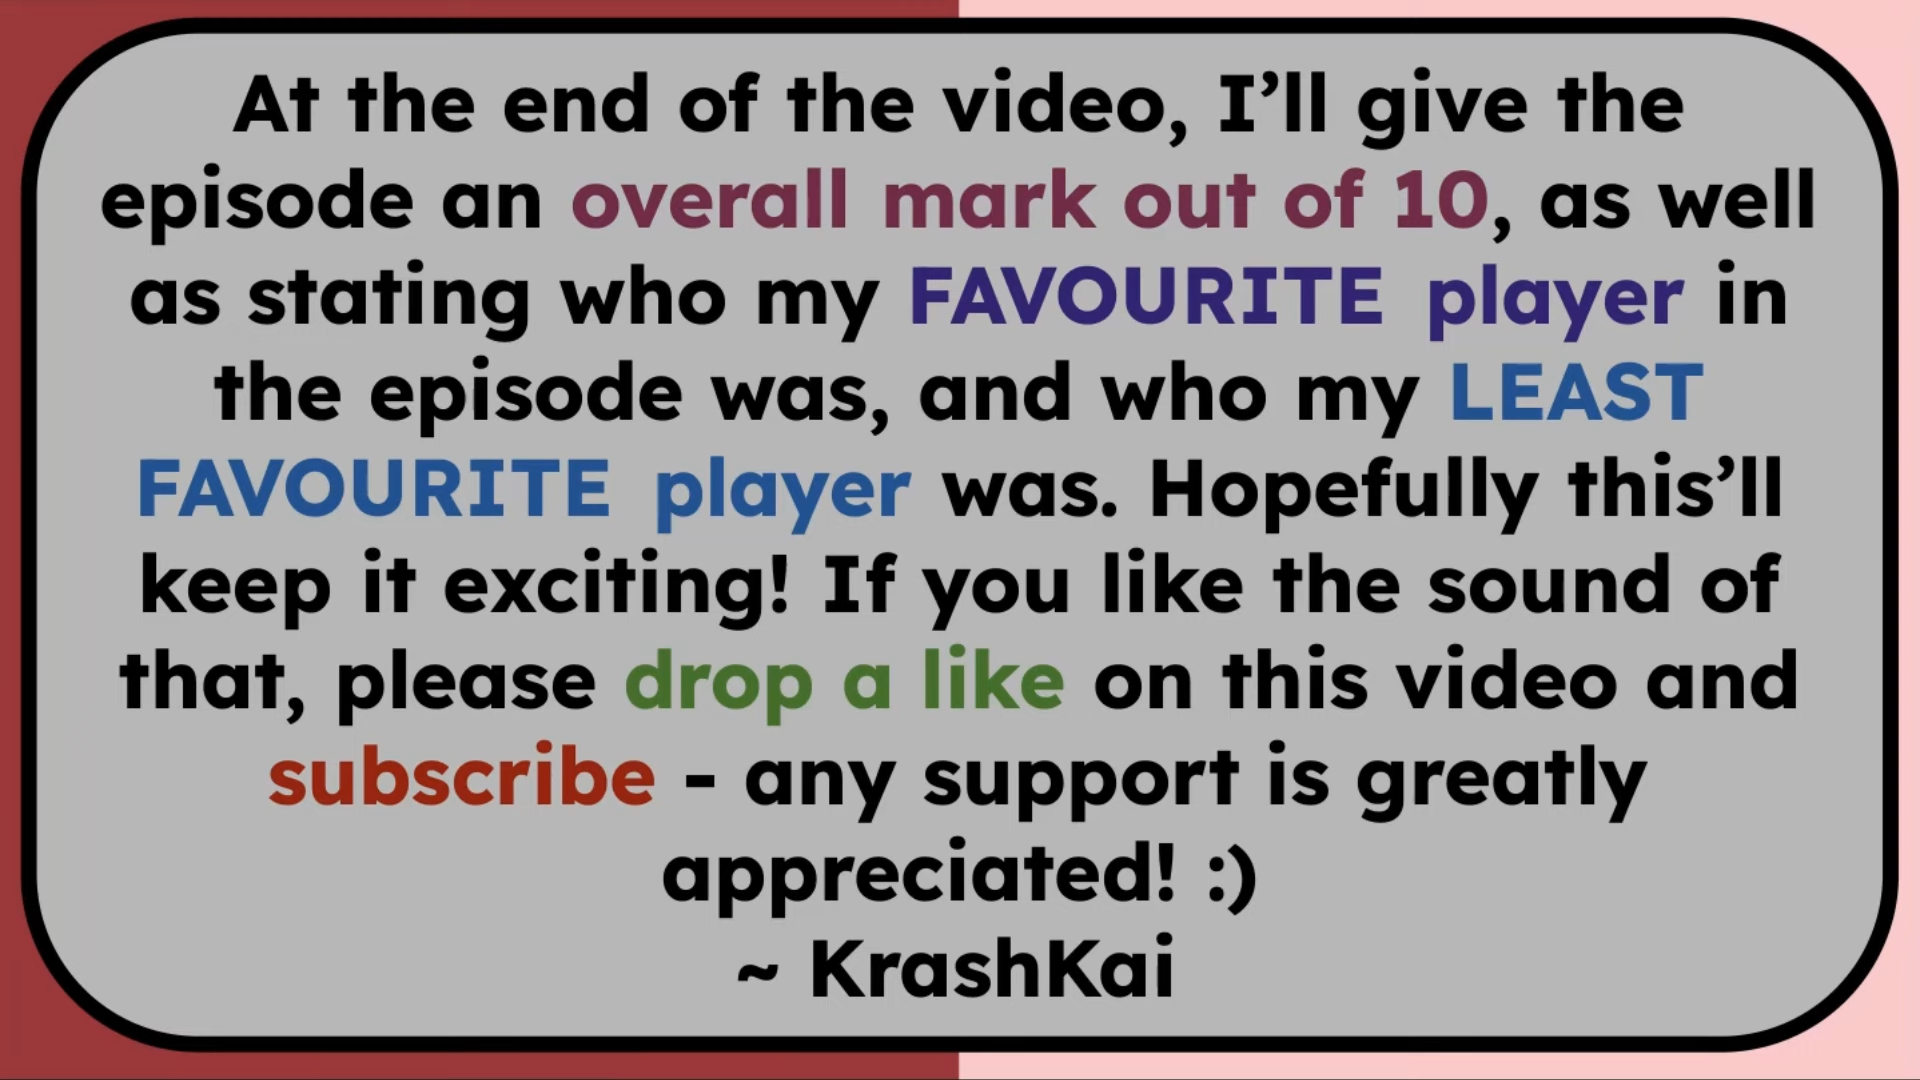 At the end of the video, I’ll give the
episode an overall mark out of 10, as well
as stating who my FAVOURITE player in
the episode was, and who my LEAST
FAVOURITE player was. Hopefully this’ll
keep it exciting! If you like the sound of
that, please drop a like on this video and
subscribe - any support is greatly
appreciated! :)
~ KrashKai